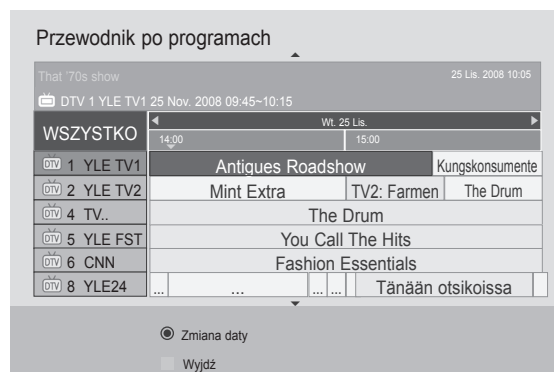 Przewodnik po programach
That '70s show 25 Lis. 2008 10:05
DTV 1 YLE TV1 25 Nov. 2008 09:45~10:15
WSZYSTKO Wt. 25 Lis.
14:00 15:00
DTV 1 YLE TV1 Antigues Roadshow Kungskonsumente
DTV 2 YLE TV2 Mint Extra TV2: Farmen The Drum
DTV 4 TV.. The Drum
DTV 5 YLE FST You Call The Hits
DTV 6 CNN Fashion Essentials
DTV 8 YLE24 ... ... ... ... Tänään otsikoissa
Zmiana daty
Wyjdź